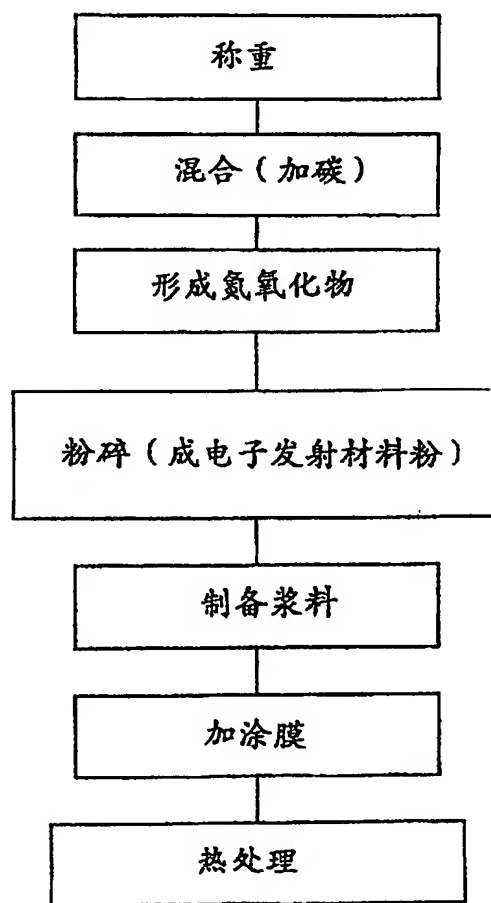 称重
混合（加碳）
形成氮氧化物
粉碎（成电子发射材料粉）
制备浆料
加涂膜
热处理